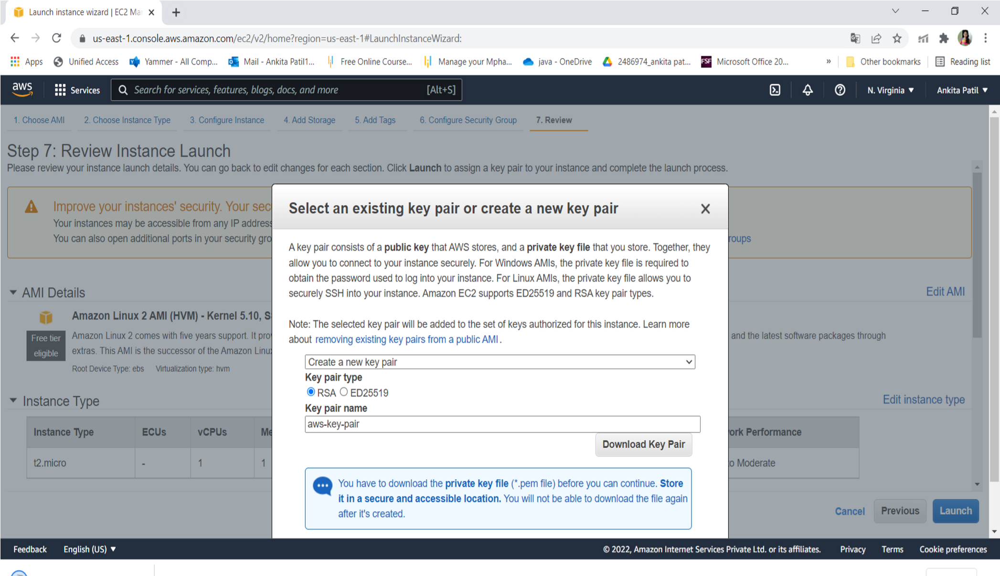 Launch instance wizard | EC2 Mar
us-east-1.console.aws.amazon.com/ec2/v2/home?region=us-east-1#LaunchInstanceWizard:
Apps Unified Access Yammer - All Comp... Mail - Ankita Patil1... Free Online Course... Manage your Mpha... java - OneDrive 2486974_ankita pat... FSF Microsoft Office 20... » Other bookmarks Reading list
aws Services Search for services, features, blogs, docs, and more [Alt+S] N. Virginia ▼ Ankita Patil ▼
1. Choose AMI 2. Choose Instance Type 3. Configure Instance 4. Add Storage 5. Add Tags 6. Configure Security Group 7. Review
Step 7: Review Instance Launch
Please review your instance launch details. You can go back to edit changes for each section. Click Launch to assign a key pair to your instance and complete the launch process.
Improve your instances' security. Your sec
Your instances may be accessible from any IP address
You can also open additional ports in your security gro
roups
AMI Details
Edit AMI
Amazon Linux 2 AMI (HVM) - Kernel 5.10, S
Free tier
eligible
Amazon Linux 2 comes with five years support. It pro
and the latest software packages through
extras. This AMI is the successor of the Amazon Linu
Root Device Type: ebs Virtualization type: hvm
Instance Type
Edit instance type
Instance Type ECUs vCPUs Me
ork Performance
t2.micro - 1 1
o Moderate
Select an existing key pair or create a new key pair
A key pair consists of a public key that AWS stores, and a private key file that you store. Together, they
allow you to connect to your instance securely. For Windows AMIs, the private key file is required to
obtain the password used to log into your instance. For Linux AMIs, the private key file allows you to
securely SSH into your instance. Amazon EC2 supports ED25519 and RSA key pair types.
Note: The selected key pair will be added to the set of keys authorized for this instance. Learn more
about removing existing key pairs from a public AMI .
Create a new key pair
Key pair type
RSA ED25519
Key pair name
aws-key-pair
Download Key Pair
You have to download the private key file (*.pem file) before you can continue. Store
it in a secure and accessible location. You will not be able to download the file again
after it's created.
Cancel Previous Launch
Feedback English (US) ▼ © 2022, Amazon Internet Services Private Ltd. or its affiliates. Privacy Terms Cookie preferences